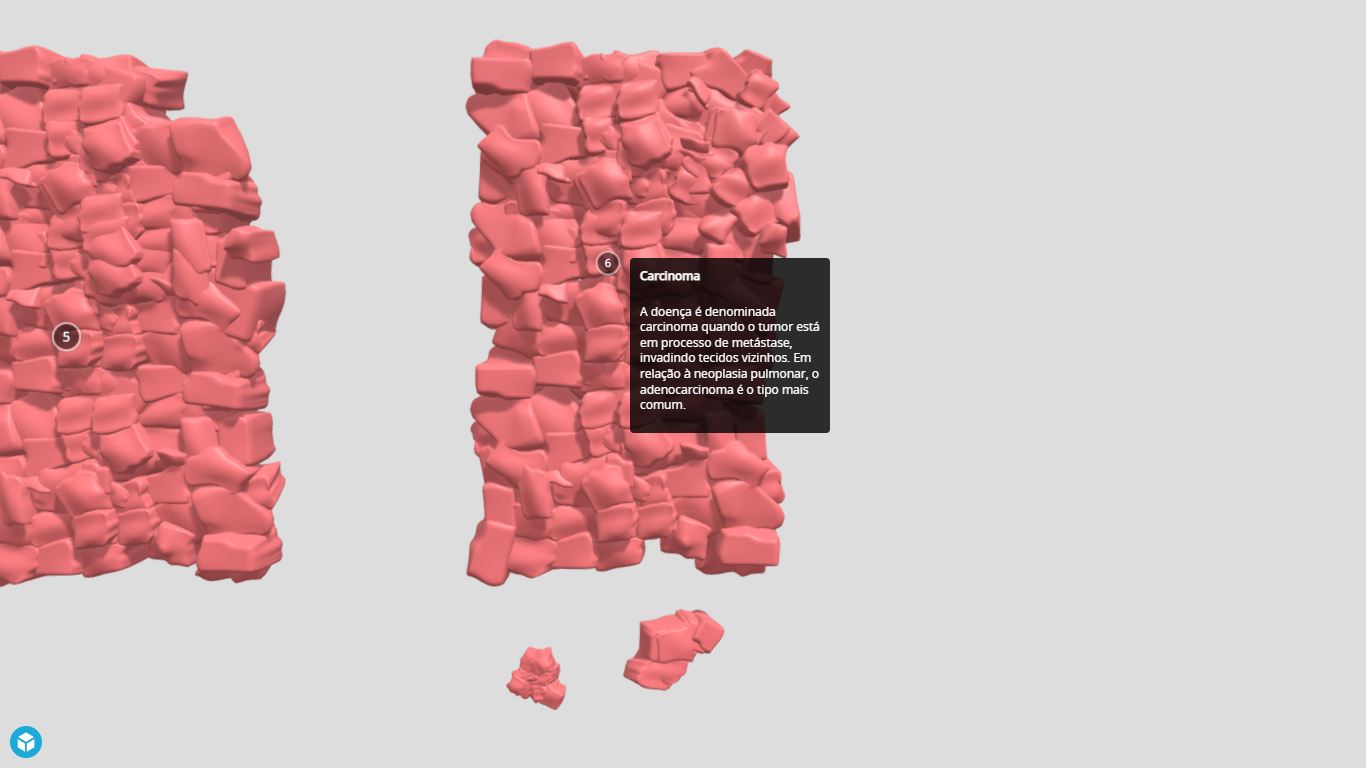 5
6
Carcinoma
A doença é denominada
carcinoma quando o tumor está
em processo de metástase,
invadindo tecidos vizinhos. Em
relação à neoplasia pulmonar, o
adenocarcinoma é o tipo mais
comum.